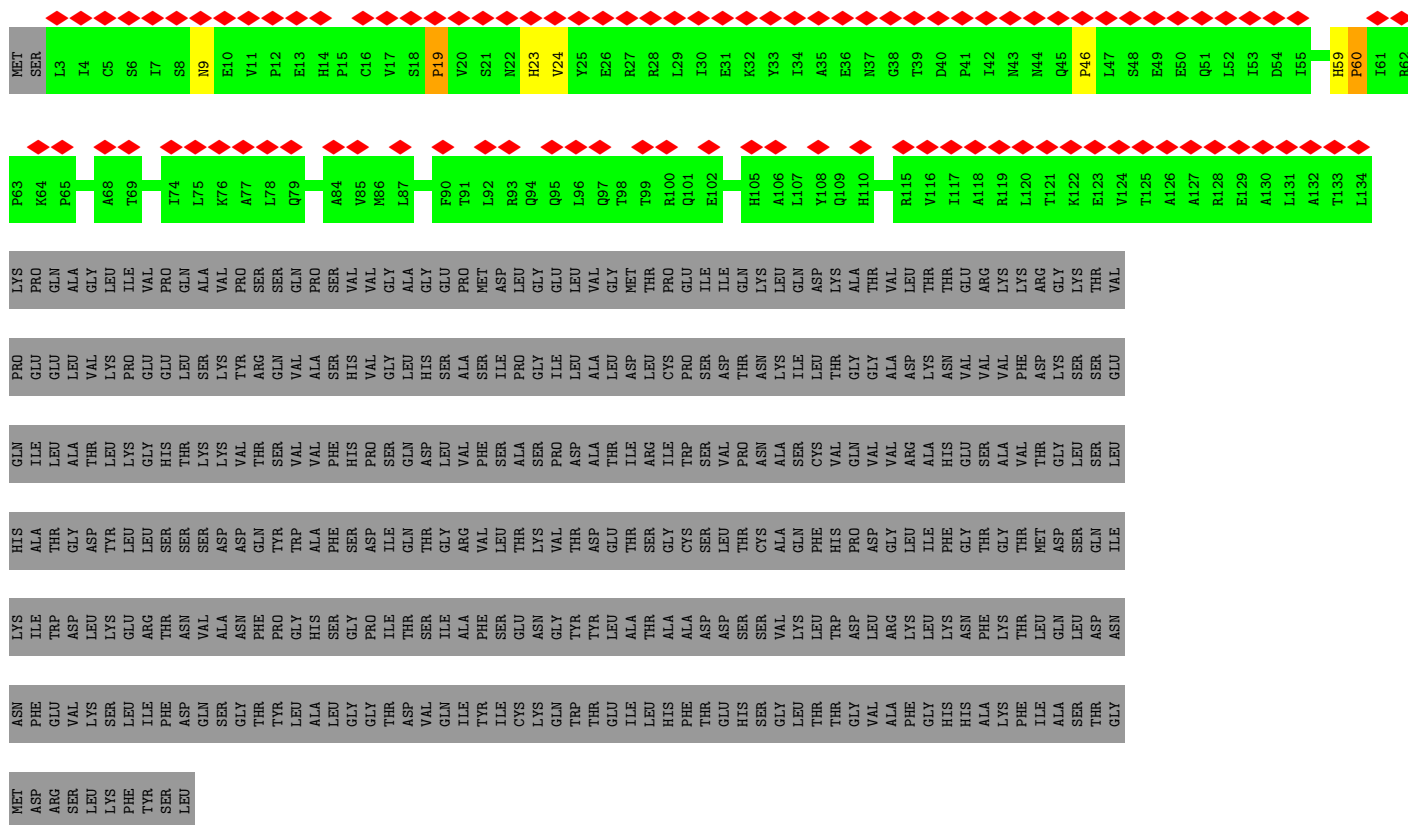 MET SER L3 I4 C5 S6 I7 S8 N9 E10 V11 P12 E13 H14 P15 C16 V17 S18 P19 V20 S21 N22 H23 V24 Y25 E26 R27 R28 L29 I30 E31 K32 Y33 I34 A35 E36 N37 G38 T39 D40 P41 I42 N43 N44 Q45 P46 L47 S48 E49 E50 Q51 L52 I53 D54 I55 H59 P60 I61 R62
P63 K64 P65 A68 T69 I74 L75 K76 A77 L78 Q79 A84 V85 M86 L87 F90 T91 L92 R93 Q94 Q95 L96 Q97 T98 T99 R100 Q101 E102 H105 A106 L107 Y108 Q109 H110 R115 V116 I117 A118 R119 L120 T121 K122 E123 V124 T125 A126 A127 R128 E129 A130 L131 A132 T133 L134
LYS PRO GLN ALA GLY LEU ILE VAL PRO GLN ALA VAL PRO SER SER GLN PRO SER VAL VAL GLY ALA GLY GLU PRO MET ASP LEU GLY GLU LEU VAL GLY MET THR PRO GLU ILE ILE GLN LYS LEU GLN ASP LYS ALA THR VAL LEU THR THR GLU ARG LYS LYS ARG GLY LYS THR VAL
PRO GLU GLU LEU VAL LYS PRO GLU GLU LEU SER LYS TYR ARG GLN VAL ALA SER HIS VAL GLY LEU HIS SER ALA SER ILE PRO GLY ILE LEU ALA LEU ASP LEU CYS PRO SER ASP THR ASN LYS ILE LEU THR GLY GLY ALA ASP LYS ASN VAL VAL VAL PHE ASP LYS SER SER GLU
GLN ILE LEU ALA THR LEU LYS GLY HIS THR LYS LYS VAL THR SER VAL VAL PHE HIS PRO SER GLN ASP LEU VAL PHE SER ALA SER PRO ASP ALA THR ILE ARG ILE TRP SER VAL PRO ASN ALA SER CYS VAL GLN VAL VAL ARG ALA HIS GLU SER ALA VAL THR GLY LEU SER LEU
HIS ALA THR GLY ASP TYR LEU LEU SER SER SER ASP ASP GLN TYR TRP ALA PHE SER ASP ILE GLN THR GLY ARG VAL LEU THR LYS VAL THR ASP GLU THR SER GLY CYS SER LEU THR CYS ALA GLN PHE HIS PRO ASP GLY LEU ILE PHE GLY THR GLY THR MET ASP SER GLN ILE
LYS ILE TRP ASP LEU LYS GLU ARG THR ASN VAL ALA ASN PHE PRO GLY HIS SER GLY PRO ILE THR SER ILE ALA PHE SER GLU ASN GLY TYR TYR LEU ALA THR ALA ALA ASP ASP SER SER VAL LYS LEU TRP ASP LEU ARG LYS LEU LYS ASN PHE LYS THR LEU GLN LEU ASP ASN
ASN PHE GLU VAL LYS SER LEU ILE PHE ASP GLN SER GLY THR TYR LEU ALA LEU GLY GLY THR ASP VAL GLN ILE TYR ILE CYS LYS GLN TRP THR GLU ILE LEU HIS PHE THR GLU HIS SER GLY LEU THR THR GLY VAL ALA PHE GLY HIS HIS ALA LYS PHE ILE ALA SER THR GLY
MET ASP ARG SER LEU LYS PHE TYR SER LEU